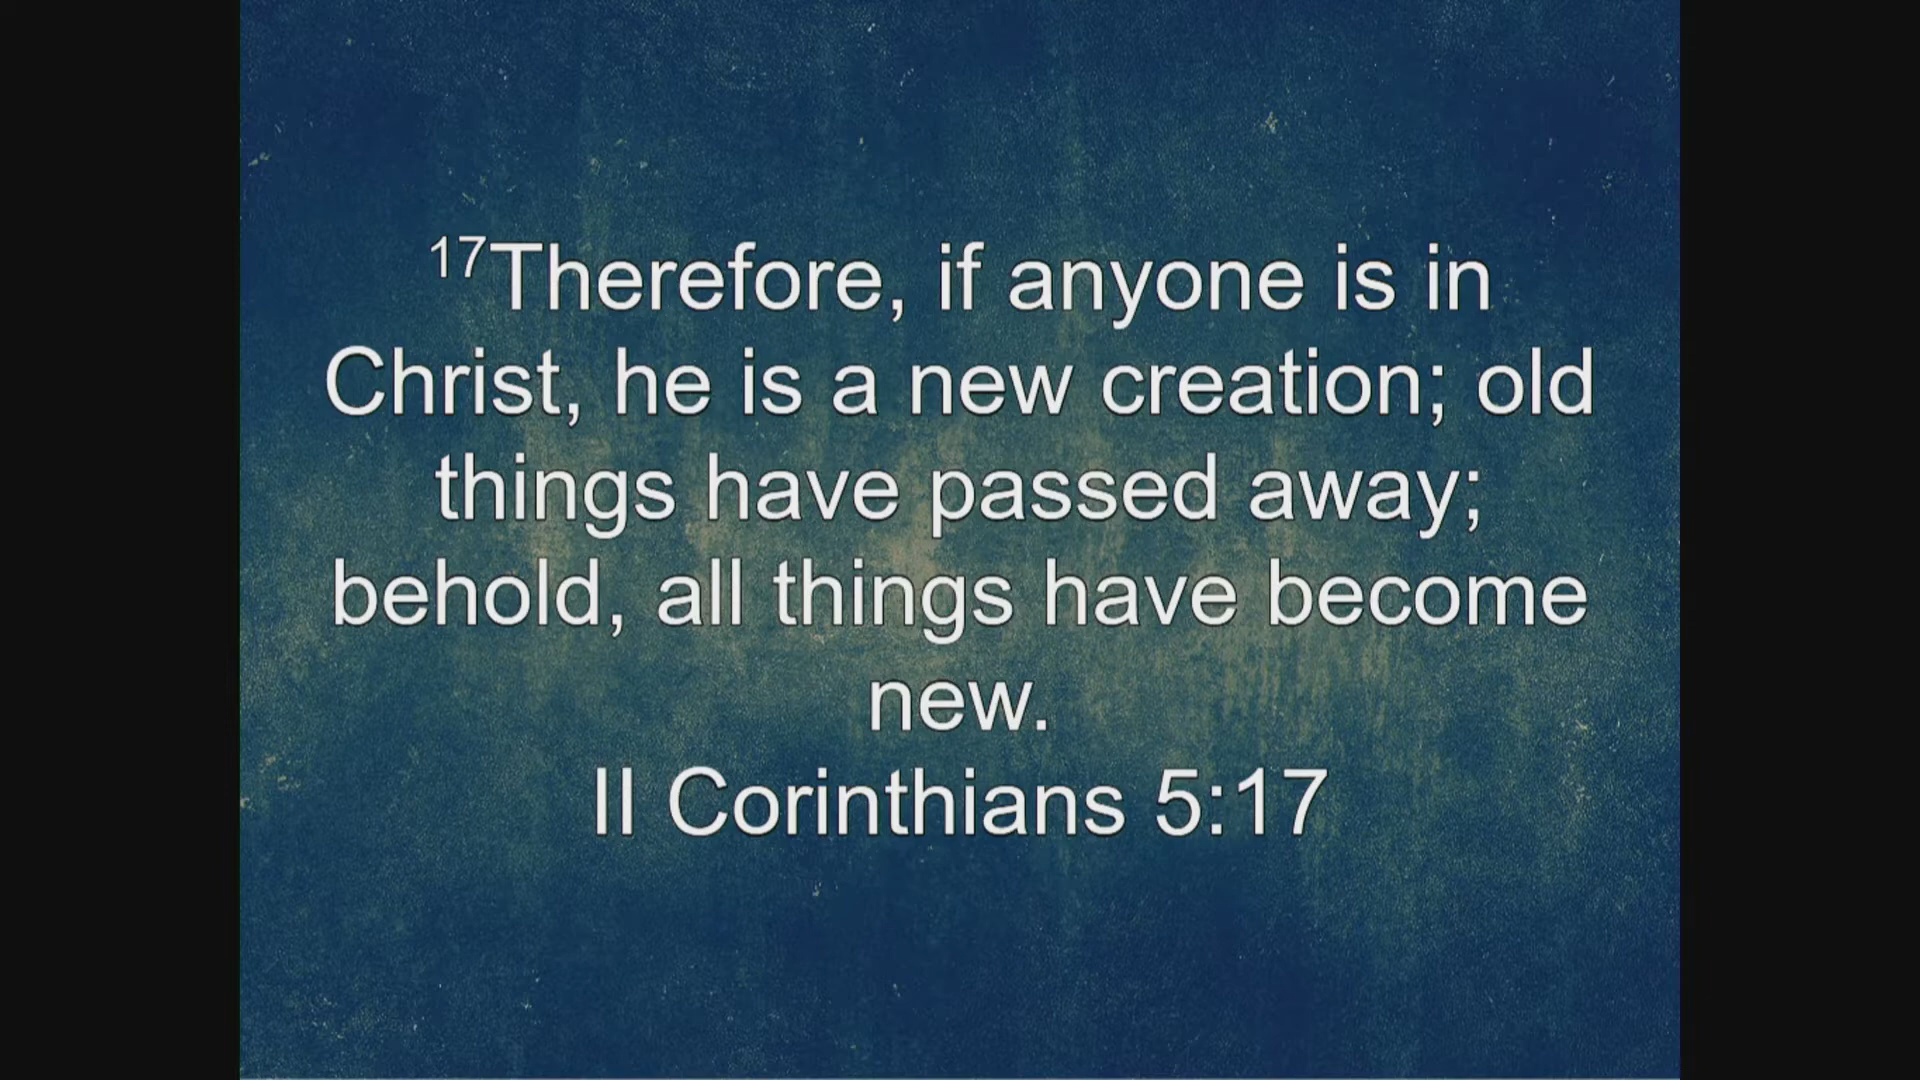 17Therefore, if anyone is in
Christ, he is a new creation; old
things have passed away;
behold, all things have become
new.
II Corinthians 5:17